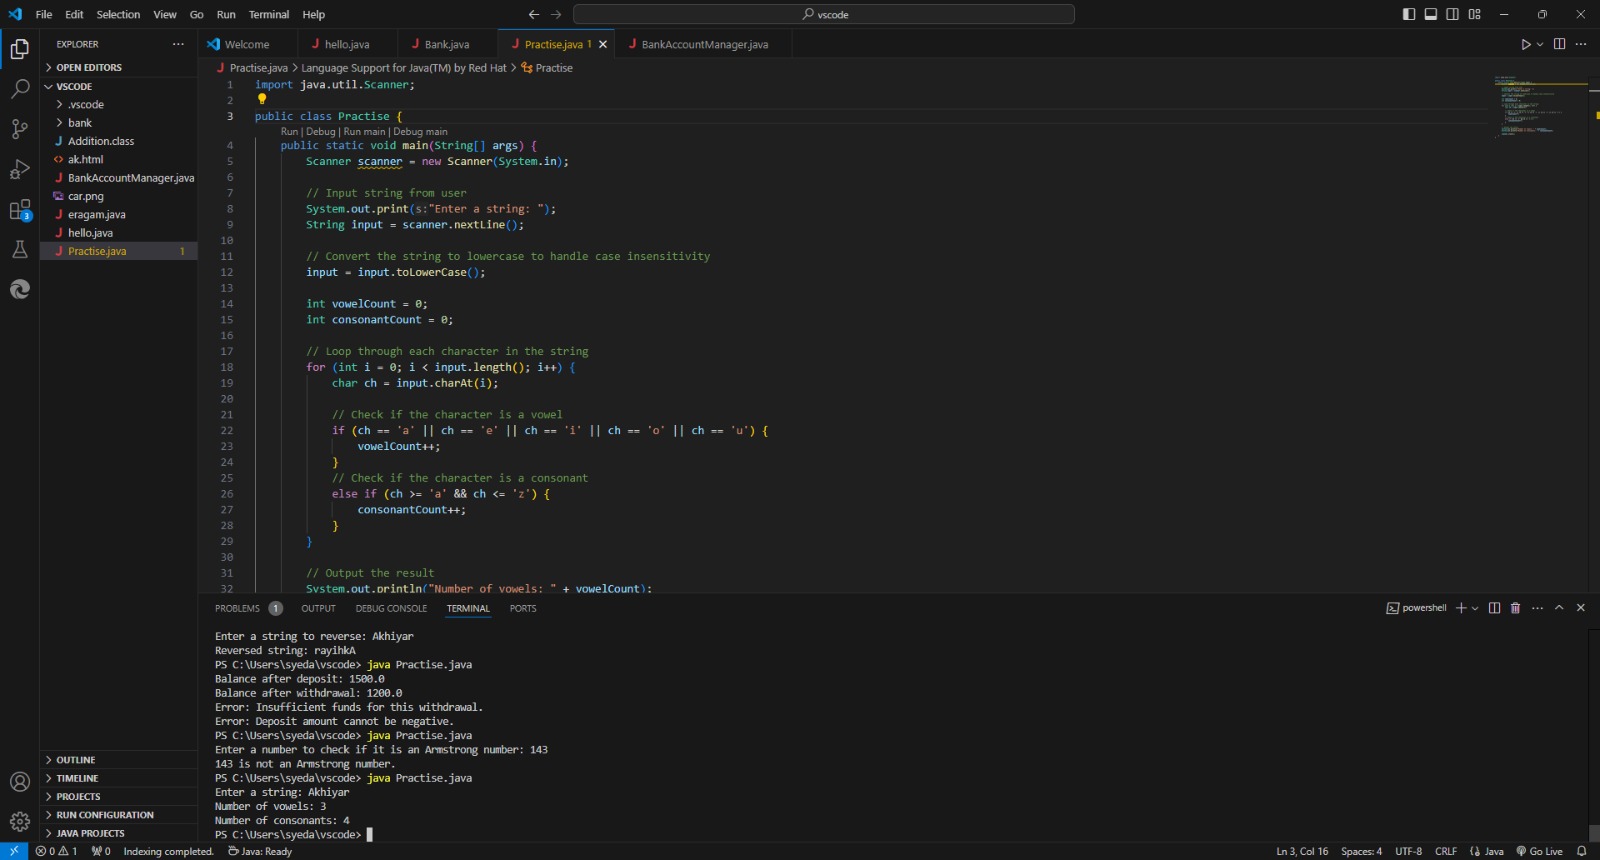 File Edit Selection View Go Run Terminal Help
vscode
EXPLORER
Welcome
hello.java
Bank.java
Practise.java 1
BankAccountManager.java
OPEN EDITORS
VSCODE
.vscode
bank
Addition.class
ak.html
BankAccountManager.java
car.png
eragam.java
hello.java
Practise.java 1
3
OUTLINE
TIMELINE
PROJECTS
RUN CONFIGURATION
JAVA PROJECTS
Practise.java > Language Support for Java(TM) by Red Hat > Practise
1 import java.util.Scanner;
2
3 public class Practise {
Run | Debug | Run main | Debug main
4 public static void main(String[] args) {
5 Scanner scanner = new Scanner(System.in);
6
7 // Input string from user
8 System.out.print(s:"Enter a string: ");
9 String input = scanner.nextLine();
10
11 // Convert the string to lowercase to handle case insensitivity
12 input = input.toLowerCase();
13
14 int vowelCount = 0;
15 int consonantCount = 0;
16
17 // Loop through each character in the string
18 for (int i = 0; i < input.length(); i++) {
19 char ch = input.charAt(i);
20
21 // Check if the character is a vowel
22 if (ch == 'a' || ch == 'e' || ch == 'i' || ch == 'o' || ch == 'u') {
23 vowelCount++;
24 }
25 // Check if the character is a consonant
26 else if (ch >= 'a' && ch <= 'z') {
27 consonantCount++;
28 }
29 }
30
31 // Output the result
32 System.out.println("Number of vowels: " + vowelCount);
PROBLEMS 1 OUTPUT DEBUG CONSOLE TERMINAL PORTS
powershell
Enter a string to reverse: Akhiyar
Reversed string: rayihkA
PS C:\Users\syeda\vscode> java Practise.java
Balance after deposit: 1500.0
Balance after withdrawal: 1200.0
Error: Insufficient funds for this withdrawal.
Error: Deposit amount cannot be negative.
PS C:\Users\syeda\vscode> java Practise.java
Enter a number to check if it is an Armstrong number: 143
143 is not an Armstrong number.
PS C:\Users\syeda\vscode> java Practise.java
Enter a string: Akhiyar
Number of vowels: 3
Number of consonants: 4
PS C:\Users\syeda\vscode>
0 1 0 Indexing completed. Java: Ready
Ln 3, Col 16 Spaces: 4 UTF-8 CRLF Java Go Live